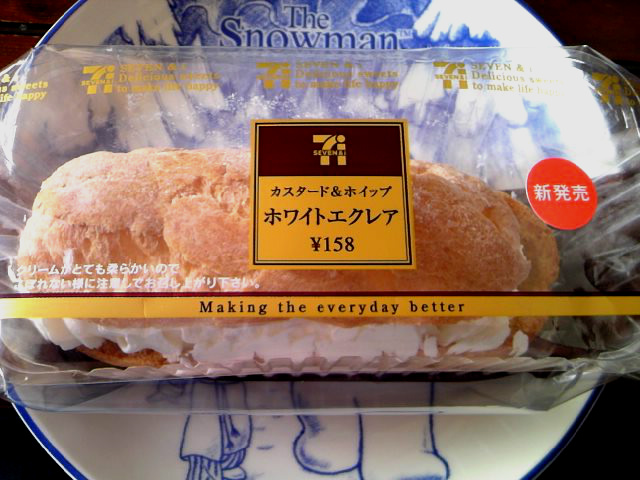 The
Snowman™
SEVEN & i
Delicious sweets
to make life happy
SEVEN & i
Delicious sweets
to make life happy
SEVEN & i
Delicious sweets
to make life happy
sweets
life happy
7i
SEVEN & i
カスタード&ホイップ
ホワイトエクレア
¥158
新発売
クリームがとても柔らかいので
こぼれない様に注意してお召し上がり下さい。
Making the everyday better